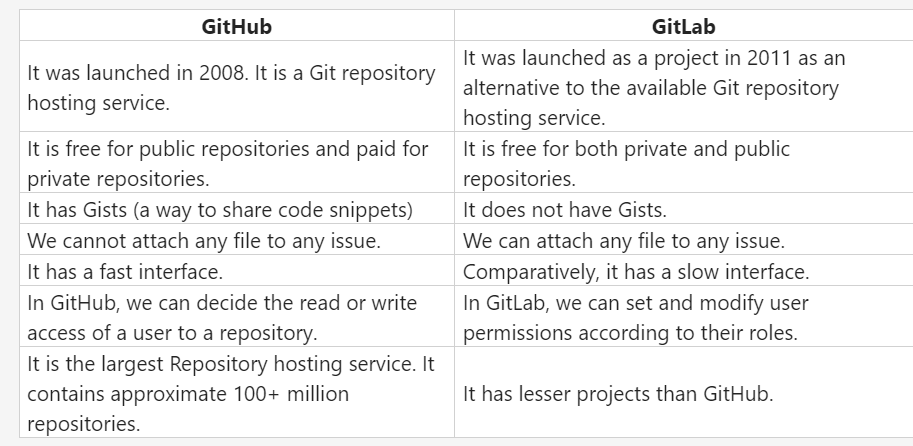 GitHub
GitLab
It was launched in 2008. It is a Git repository
hosting service.
It was launched as a project in 2011 as an
alternative to the available Git repository
hosting service.
It is free for public repositories and paid for
private repositories.
It is free for both private and public
repositories.
It has Gists (a way to share code snippets)
It does not have Gists.
We cannot attach any file to any issue.
We can attach any file to any issue.
It has a fast interface.
Comparatively, it has a slow interface.
In GitHub, we can decide the read or write
access of a user to a repository.
In GitLab, we can set and modify user
permissions according to their roles.
It is the largest Repository hosting service. It
contains approximate 100+ million
repositories.
It has lesser projects than GitHub.